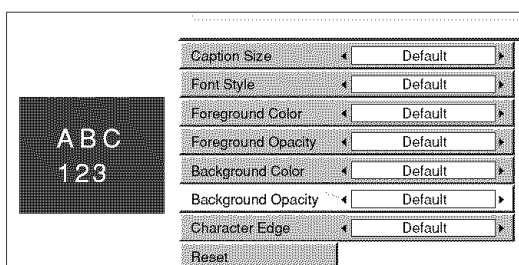 ABC
123
Caption Size Default
Font Style Default
Foreground Color Default
Foreground Opacity Default
Background Color Default
Background Opacity Default
Character Edge Default
Reset